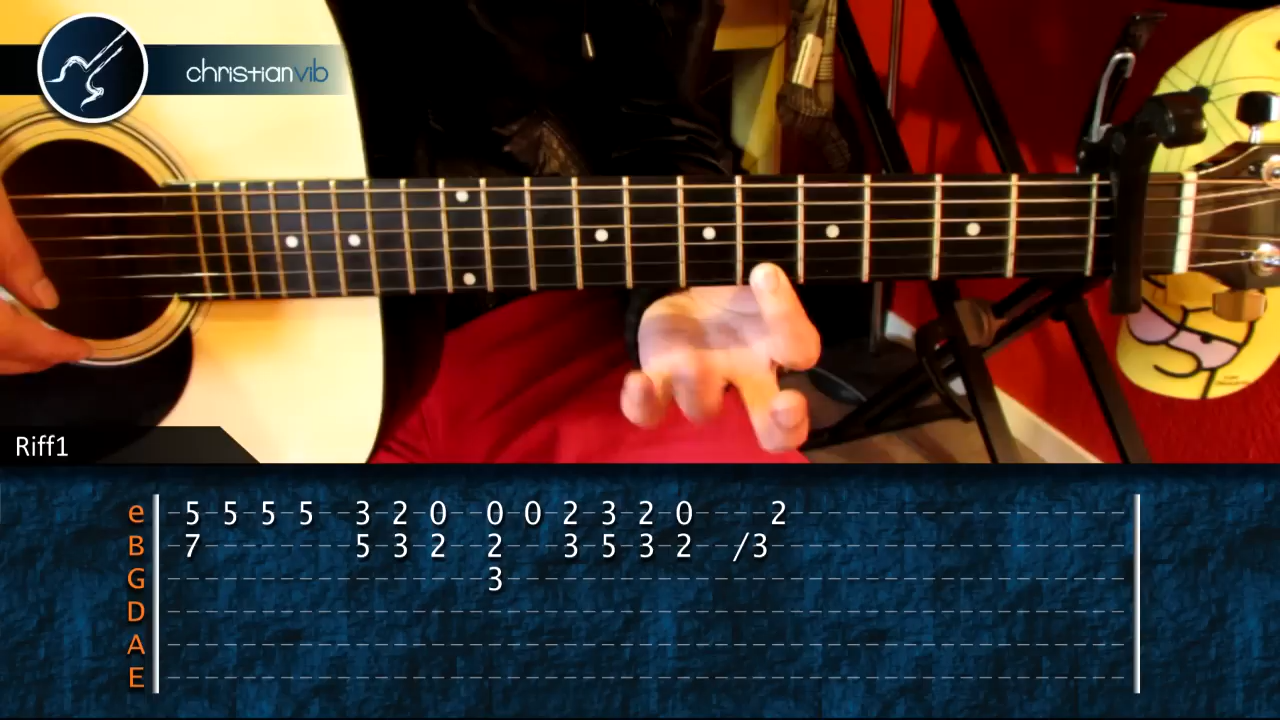 christianvib
Riff1
e 5 5 5 5 3 2 0 0 0 2 3 2 0 2
B 7 5 3 2 2 3 5 3 2 /3
G 3
D
A
E